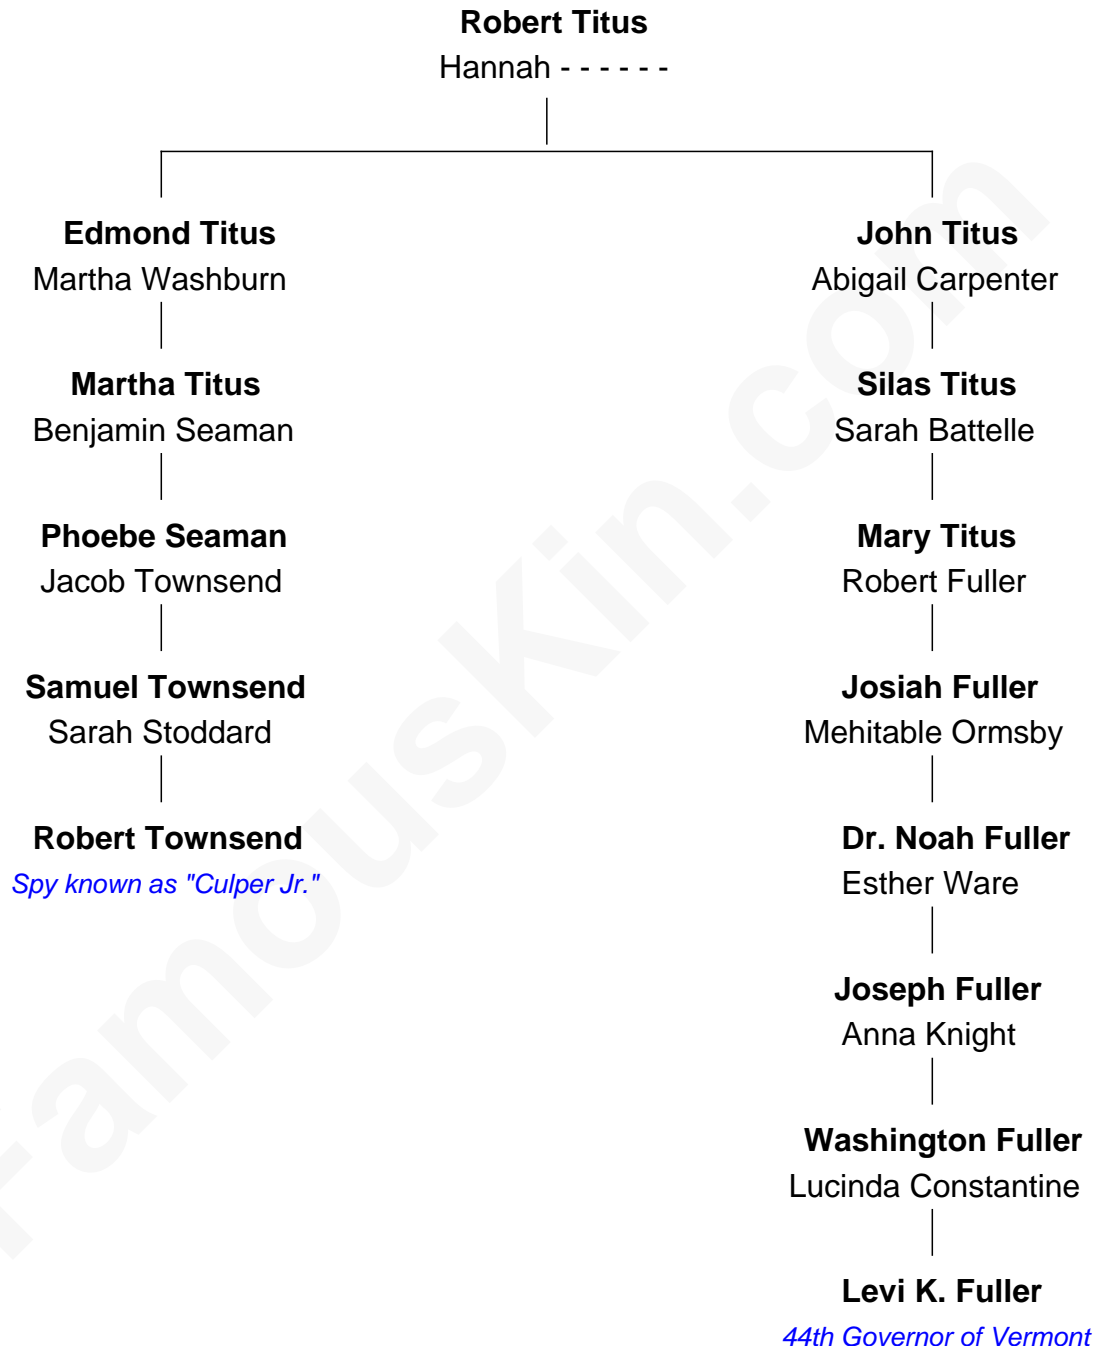 Robert Titus
Hannah - - - - - -
Edmond Titus
Martha Washburn
John Titus
Abigail Carpenter
Martha Titus
Benjamin Seaman
Silas Titus
Sarah Battelle
Phoebe Seaman
Jacob Townsend
Mary Titus
Robert Fuller
Samuel Townsend
Sarah Stoddard
Josiah Fuller
Mehitable Ormsby
Robert Townsend
Spy known as "Culper Jr."
Dr. Noah Fuller
Esther Ware
Joseph Fuller
Anna Knight
Washington Fuller
Lucinda Constantine
Levi K. Fuller
44th Governor of Vermont
FamousKin.com